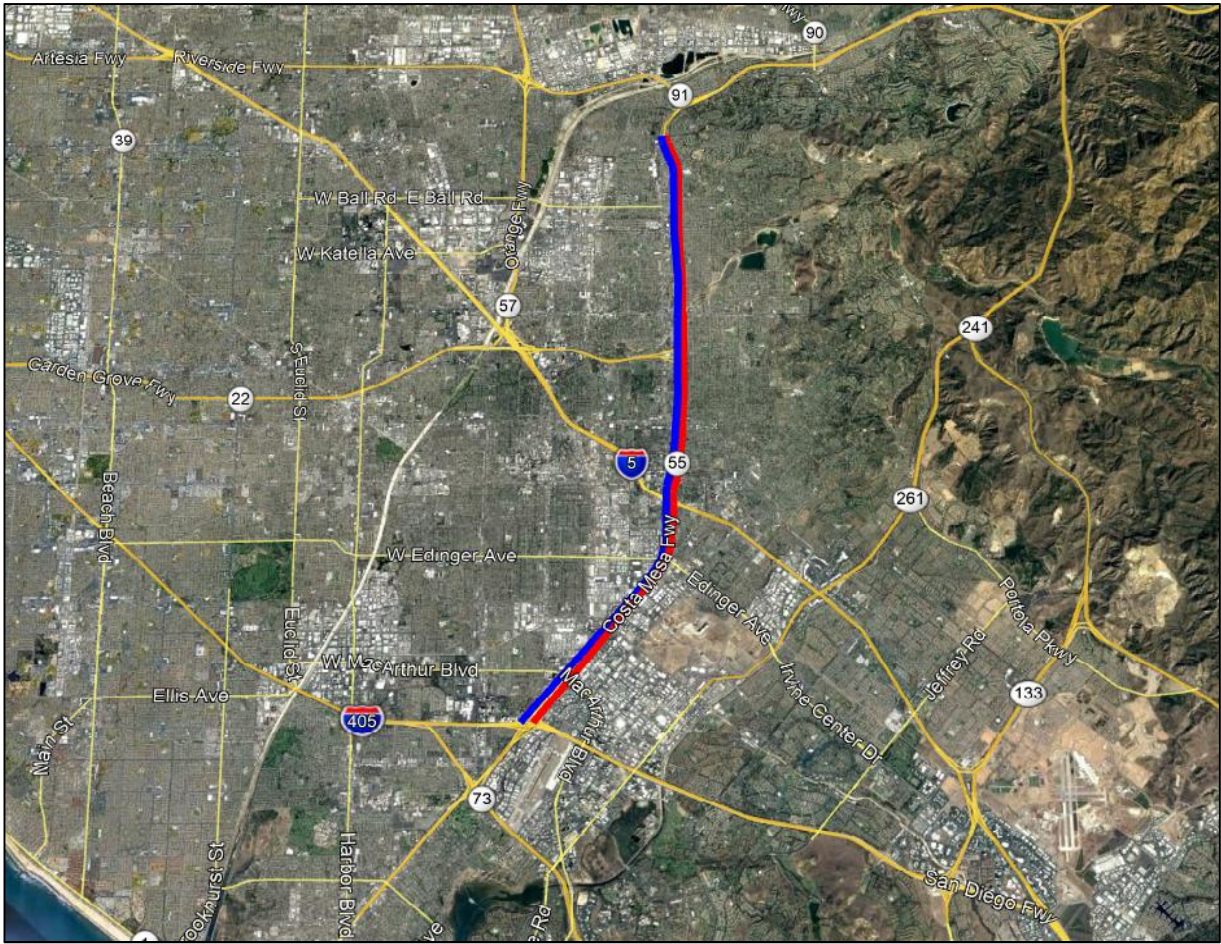 90
Artesia Fwy
Riverside Fwy
91
39
W Ball Rd
E Ball Rd
Orange Fwy
W Katella Ave
57
241
Garden Grove Fwy
22
S Euclid St
5
55
Beach Blvd
261
W Edinger Ave
Costa Mesa Fwy
Edinger Ave
Portola Pkwy
Euclid St
W MacArthur Blvd
MacArthur Blvd
Irvine Center Dr
Jeffrey Rd
Ellis Ave
133
405
Main St
73
Harbor Blvd
San Diego Fwy